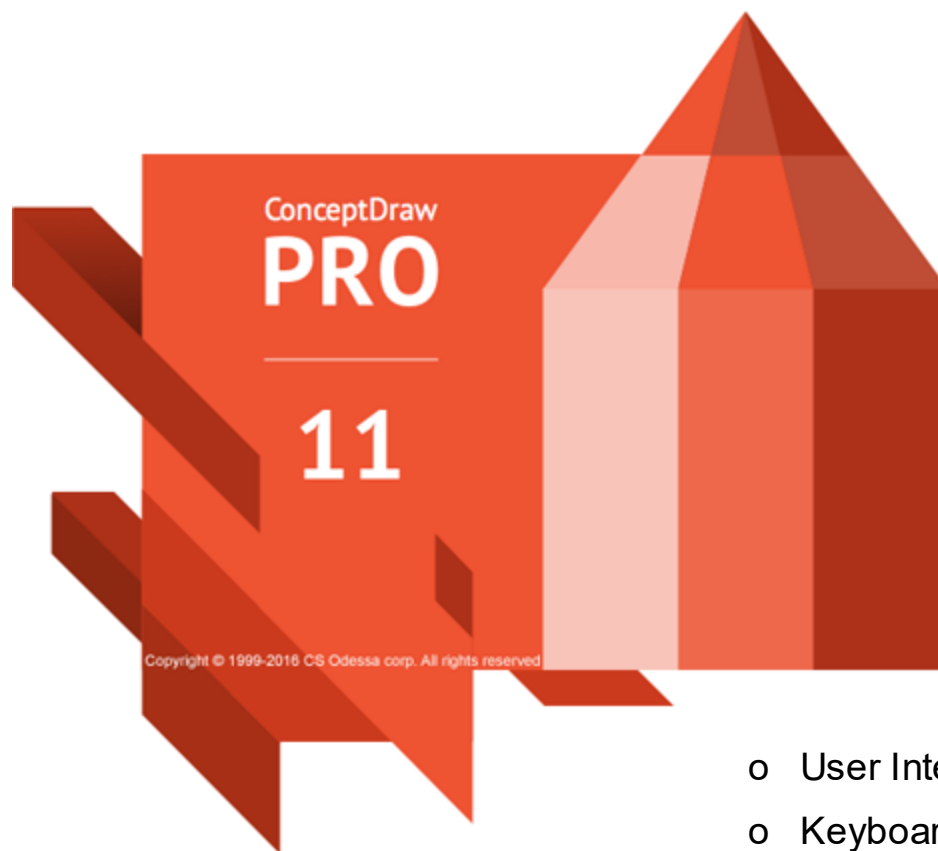 ConceptDraw
PRO
11
Copyright © 1999-2016 CS Odessa corp. All rights reserved
o User Inte
o Keyboar